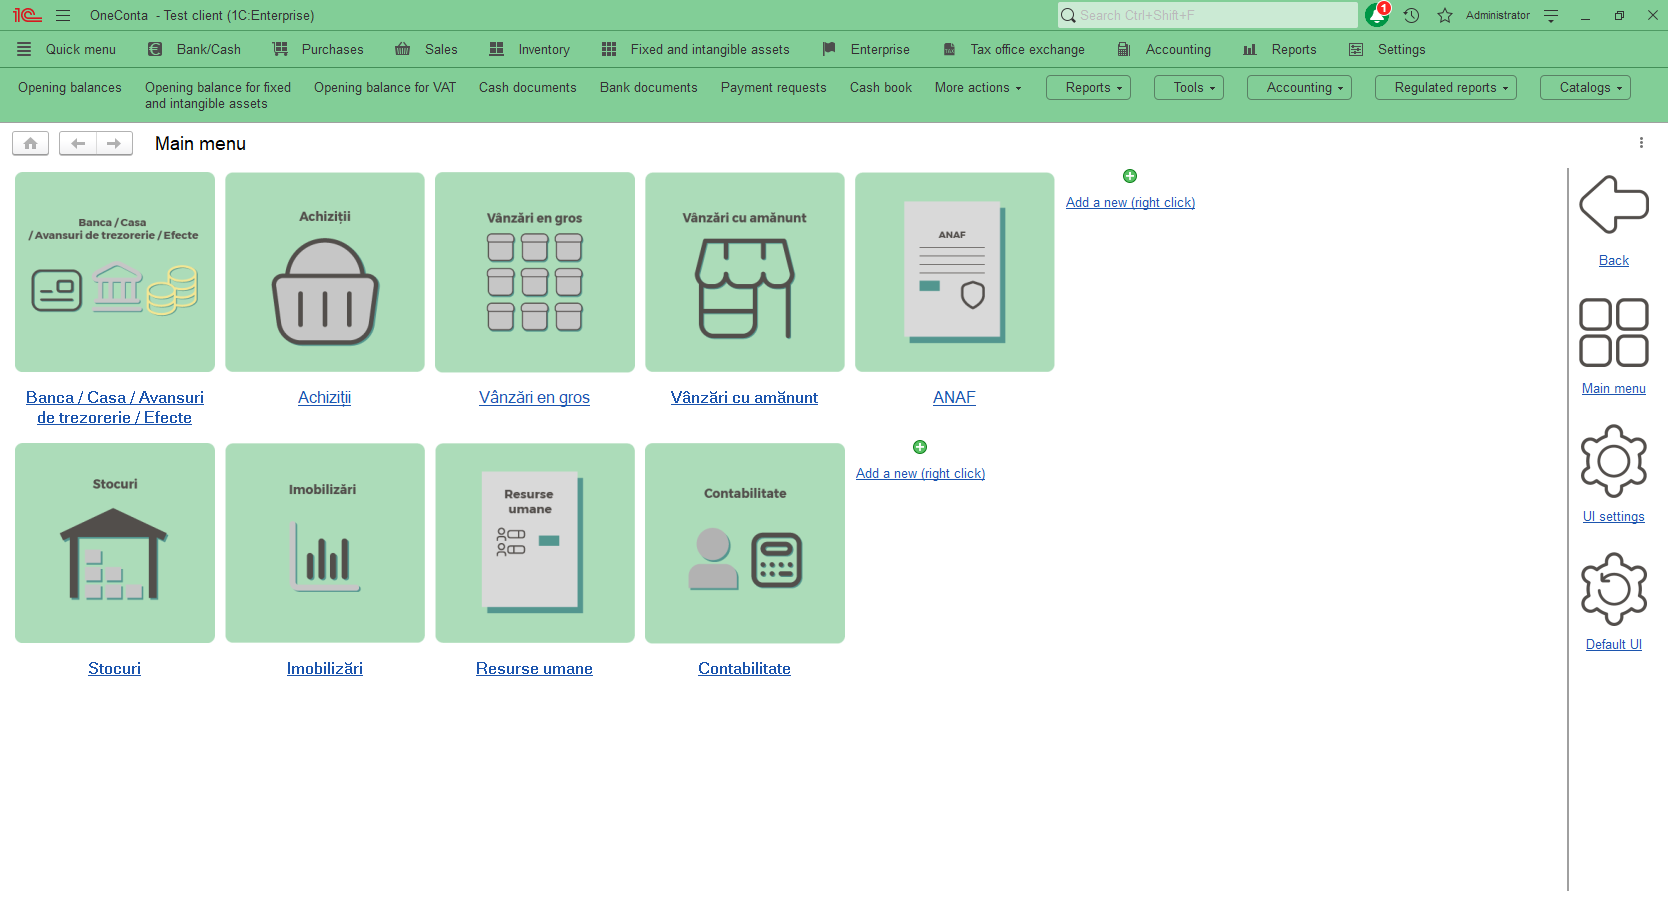 1C OneConta - Test client (1C:Enterprise) Search Ctrl+Shift+F 1 Administrator
Quick menu Bank/Cash Purchases Sales Inventory Fixed and intangible assets Enterprise Tax office exchange Accounting Reports Settings
Opening balances Opening balance for fixed and intangible assets Opening balance for VAT Cash documents Bank documents Payment requests Cash book More actions Reports Tools Accounting Regulated reports Catalogs
Main menu
Banca / Casa
/ Avansuri de trezorerie / Efecte
Achiziții
Vânzări en gros
Vânzări cu amănunt
ANAF
Add a new (right click)
Banca / Casa / Avansuri
de trezorerie / Efecte
Achiziții
Vânzări en gros
Vânzări cu amănunt
ANAF
Stocuri
Imobilizări
Resurse
umane
Contabilitate
Add a new (right click)
Stocuri
Imobilizări
Resurse umane
Contabilitate
Back
Main menu
UI settings
Default UI